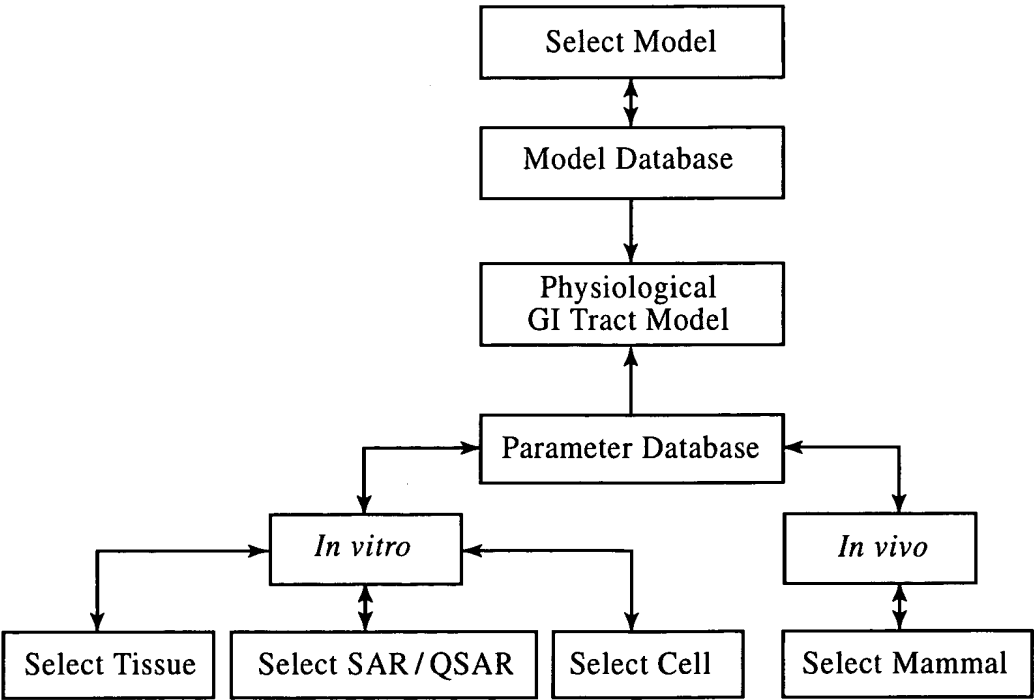 Select Model
Model Database
Physiological
GI Tract Model
Parameter Database
In vitro
In vivo
Select Tissue
Select SAR/QSAR
Select Cell
Select Mammal